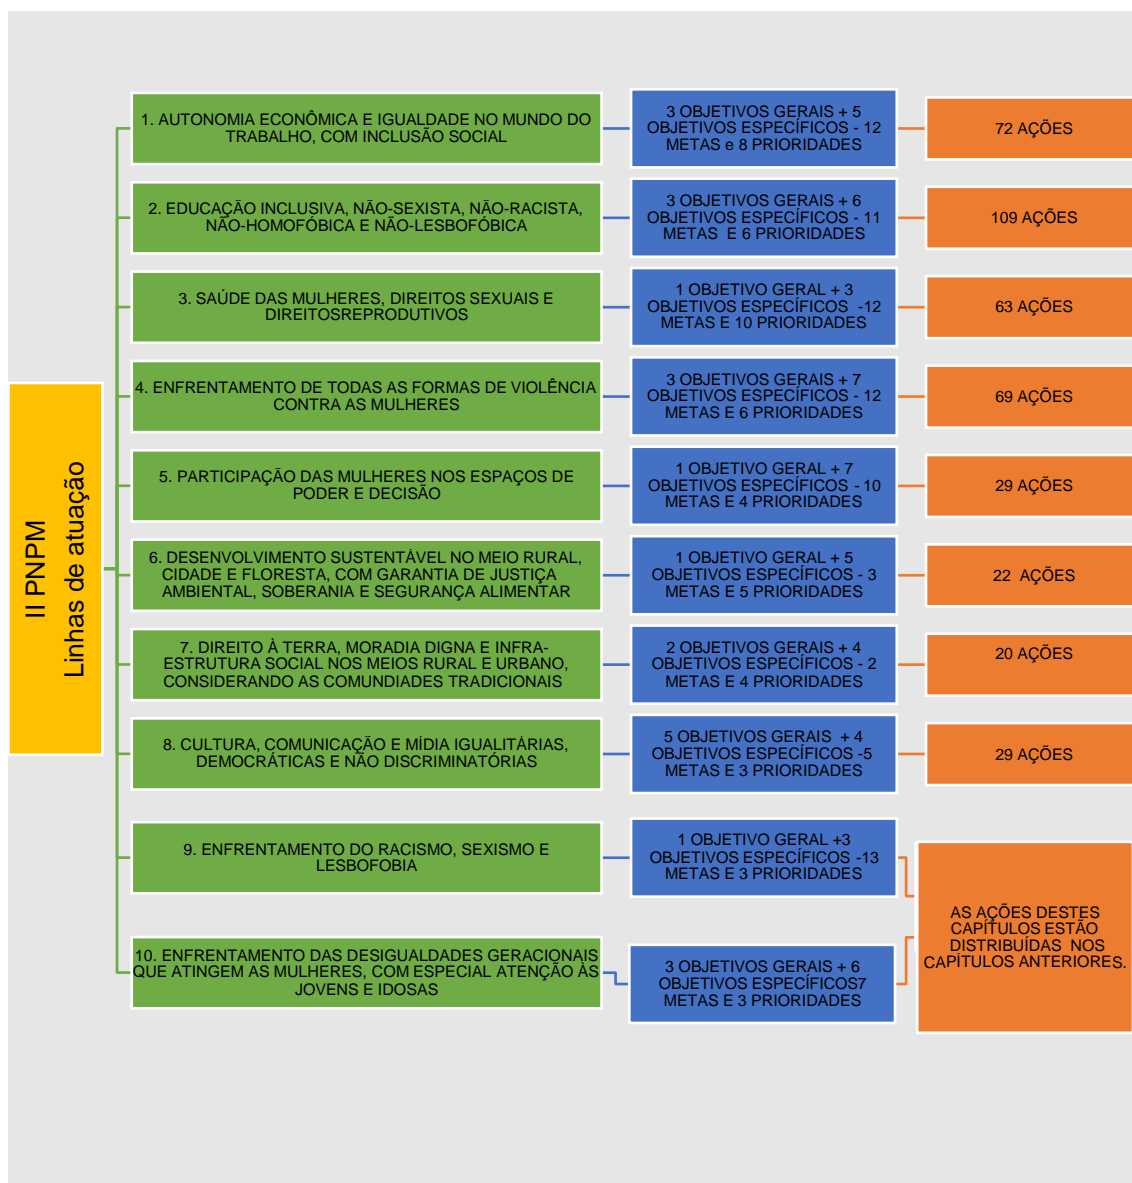 II PNPM
Linhas de atuação
1. AUTONOMIA ECONÔMICA E IGUALDADE NO MUNDO DO
TRABALHO, COM INCLUSÃO SOCIAL
3 OBJETIVOS GERAIS + 5
OBJETIVOS ESPECÍFICOS - 12
METAS e 8 PRIORIDADES
72 AÇÕES
2. EDUCAÇÃO INCLUSIVA, NÃO-SEXISTA, NÃO-RACISTA,
NÃO-HOMOFÓBICA E NÃO-LESBOFÓBICA
3 OBJETIVOS GERAIS + 6
OBJETIVOS ESPECÍFICOS - 11
METAS E 6 PRIORIDADES
109 AÇÕES
3. SAÚDE DAS MULHERES, DIREITOS SEXUAIS E
DIREITOSREPRODUTIVOS
1 OBJETIVO GERAL + 3
OBJETIVOS ESPECÍFICOS -12
METAS E 10 PRIORIDADES
63 AÇÕES
4. ENFRENTAMENTO DE TODAS AS FORMAS DE VIOLÊNCIA
CONTRA AS MULHERES
3 OBJETIVOS GERAIS + 7
OBJETIVOS ESPECÍFICOS - 12
METAS E 6 PRIORIDADES
69 AÇÕES
5. PARTICIPAÇÃO DAS MULHERES NOS ESPAÇOS DE
PODER E DECISÃO
1 OBJETIVO GERAL + 7
OBJETIVOS ESPECÍFICOS - 10
METAS E 4 PRIORIDADES
29 AÇÕES
6. DESENVOLVIMENTO SUSTENTÁVEL NO MEIO RURAL,
CIDADE E FLORESTA, COM GARANTIA DE JUSTIÇA
AMBIENTAL, SOBERANIA E SEGURANÇA ALIMENTAR
1 OBJETIVO GERAL + 5
OBJETIVOS ESPECÍFICOS - 3
METAS E 5 PRIORIDADES
22 AÇÕES
7. DIREITO À TERRA, MORADIA DIGNA E INFRA-
ESTRUTURA SOCIAL NOS MEIOS RURAL E URBANO,
CONSIDERANDO AS COMUNDIADES TRADICIONAIS
2 OBJETIVOS GERAIS + 4
OBJETIVOS ESPECÍFICOS - 2
METAS E 4 PRIORIDADES
20 AÇÕES
8. CULTURA, COMUNICAÇÃO E MÍDIA IGUALITÁRIAS,
DEMOCRÁTICAS E NÃO DISCRIMINATÓRIAS
5 OBJETIVOS GERAIS + 4
OBJETIVOS ESPECÍFICOS -5
METAS E 3 PRIORIDADES
29 AÇÕES
9. ENFRENTAMENTO DO RACISMO, SEXISMO E
LESBOFOBIA
1 OBJETIVO GERAL +3
OBJETIVOS ESPECÍFICOS -13
METAS E 3 PRIORIDADES
10. ENFRENTAMENTO DAS DESIGUALDADES GERACIONAIS
QUE ATINGEM AS MULHERES, COM ESPECIAL ATENÇÃO ÀS
JOVENS E IDOSAS
3 OBJETIVOS GERAIS + 6
OBJETIVOS ESPECÍFICOS7
METAS E 3 PRIORIDADES
AS AÇÕES DESTES
CAPÍTULOS ESTÃO
DISTRIBUÍDAS NOS
CAPÍTULOS ANTERIORES.